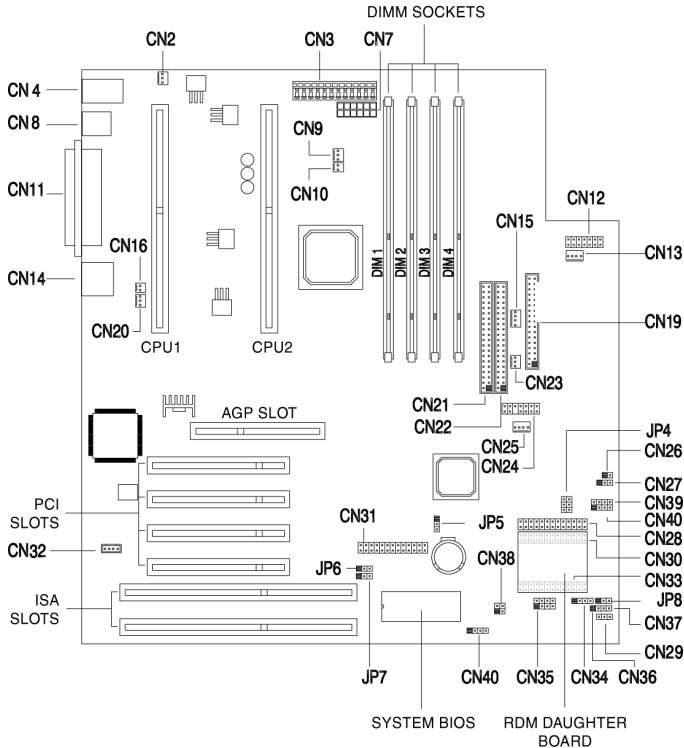 DIMM SOCKETS
CN2
CN3
CN7
CN 4
CN 8
CN9
CN10
CN11
CN12
CN15
CN13
CN16
CN14
CN20
DIM 1
DIM 2
DIM 3
DIM 4
CN19
CPU1
CPU2
CN23
CN21
CN22
AGP SLOT
CN25
CN24
JP4
CN26
CN27
CN39
CN40
CN28
CN30
CN33
JP8
CN37
CN29
PCI
SLOTS
CN31
JP5
CN32
JP6
CN38
ISA
SLOTS
JP7
CN40
CN35
CN34
CN36
SYSTEM BIOS
RDM DAUGHTER
BOARD